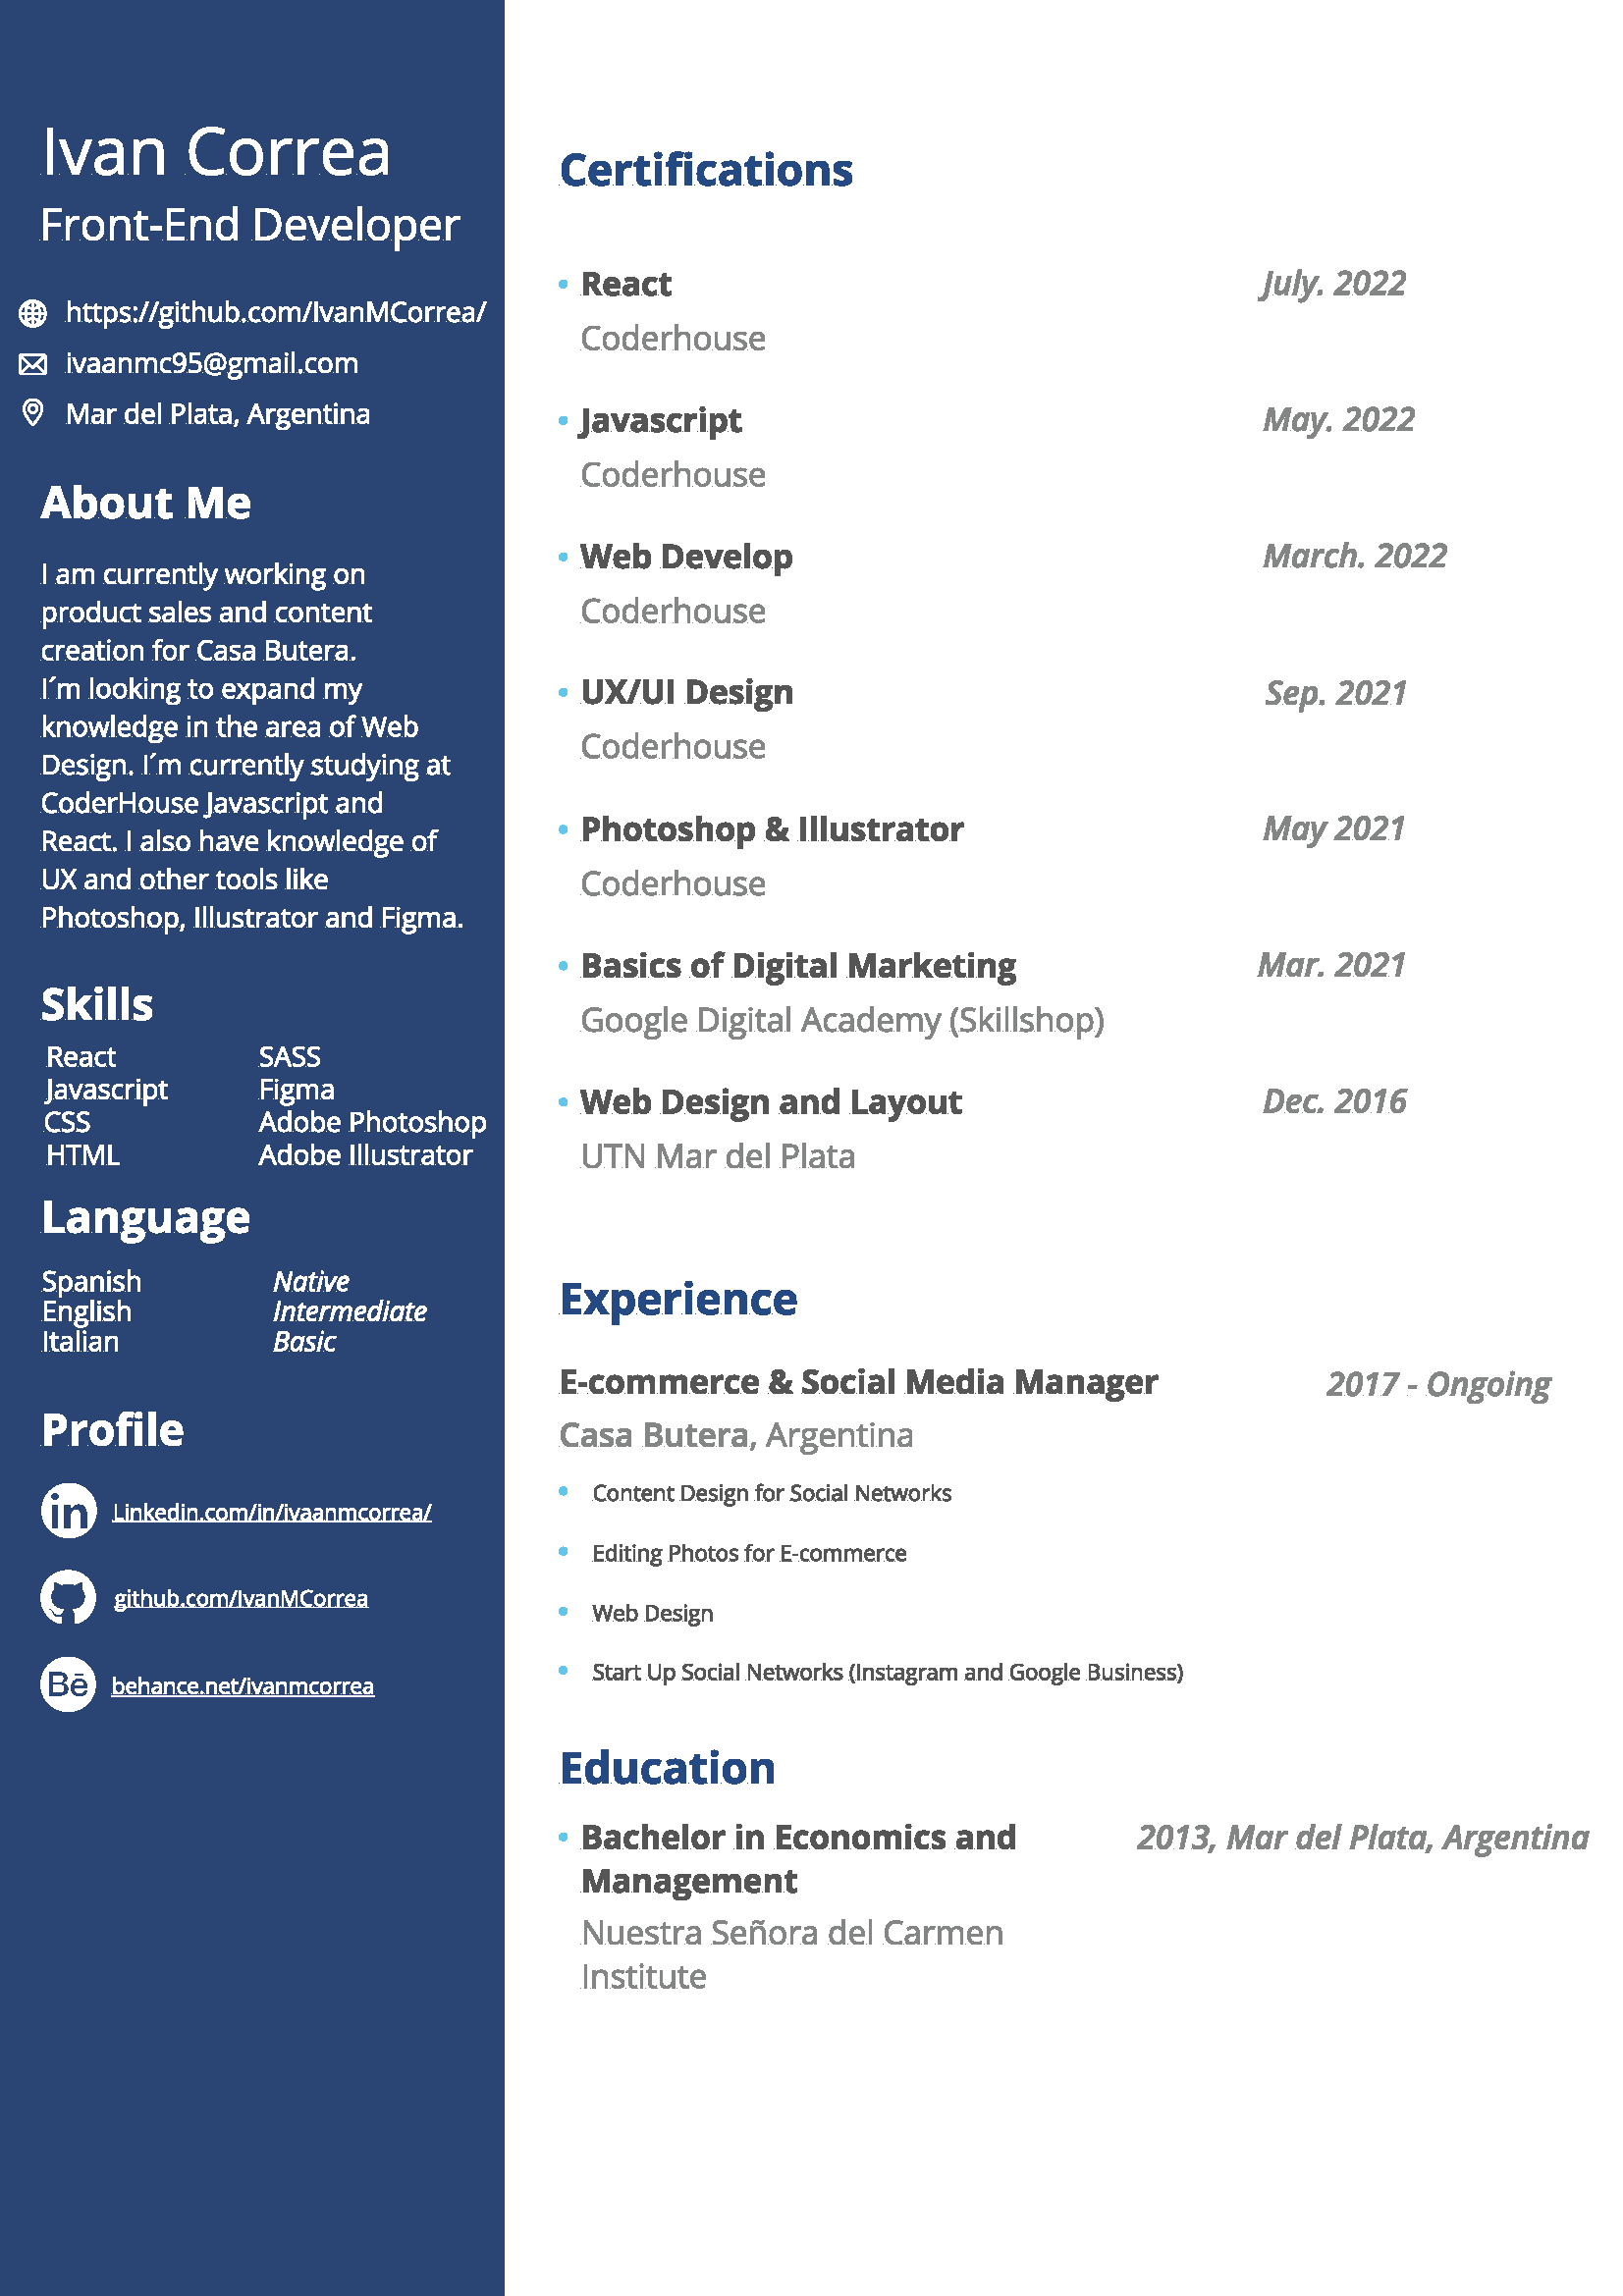 Ivan Correa
Front-End Developer
https://github.com/IvanMCorrea/
ivaanmc95@gmail.com
Mar del Plata, Argentina
About Me
I am currently working on
product sales and content
creation for Casa Butera.
I´m looking to expand my
knowledge in the area of Web
Design. I´m currently studying at
CoderHouse Javascript and
React. I also have knowledge of
UX and other tools like
Photoshop, Illustrator and Figma.
Skills
React SASS
Javascript Figma
CSS Adobe Photoshop
HTML Adobe Illustrator
Language
Spanish Native
English Intermediate
Italian Basic
Profile
in Linkedin.com/in/ivaanmcorrea/
github.com/IvanMCorrea
Bē behance.net/ivanmcorrea
Certifications
• React July. 2022
Coderhouse
• Javascript May. 2022
Coderhouse
• Web Develop March. 2022
Coderhouse
• UX/UI Design Sep. 2021
Coderhouse
• Photoshop & Illustrator May 2021
Coderhouse
• Basics of Digital Marketing Mar. 2021
Google Digital Academy (Skillshop)
• Web Design and Layout Dec. 2016
UTN Mar del Plata
Experience
E-commerce & Social Media Manager 2017 - Ongoing
Casa Butera, Argentina
• Content Design for Social Networks
• Editing Photos for E-commerce
• Web Design
• Start Up Social Networks (Instagram and Google Business)
Education
• Bachelor in Economics and 2013, Mar del Plata, Argentina
Management
Nuestra Señora del Carmen
Institute